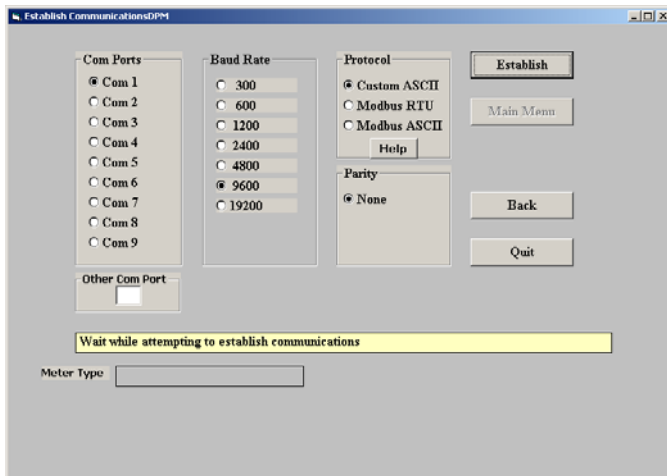 Establish CommunicationsDPM
Com Ports
Com 1
Com 2
Com 3
Com 4
Com 5
Com 6
Com 7
Com 8
Com 9
Other Com Port
Baud Rate
300
600
1200
2400
4800
9600
19200
Protocol
Custom ASCII
Modbus RTU
Modbus ASCII
Help
Parity
None
Establish
Main Menu
Back
Quit
Wait while attempting to establish communications
Meter Type